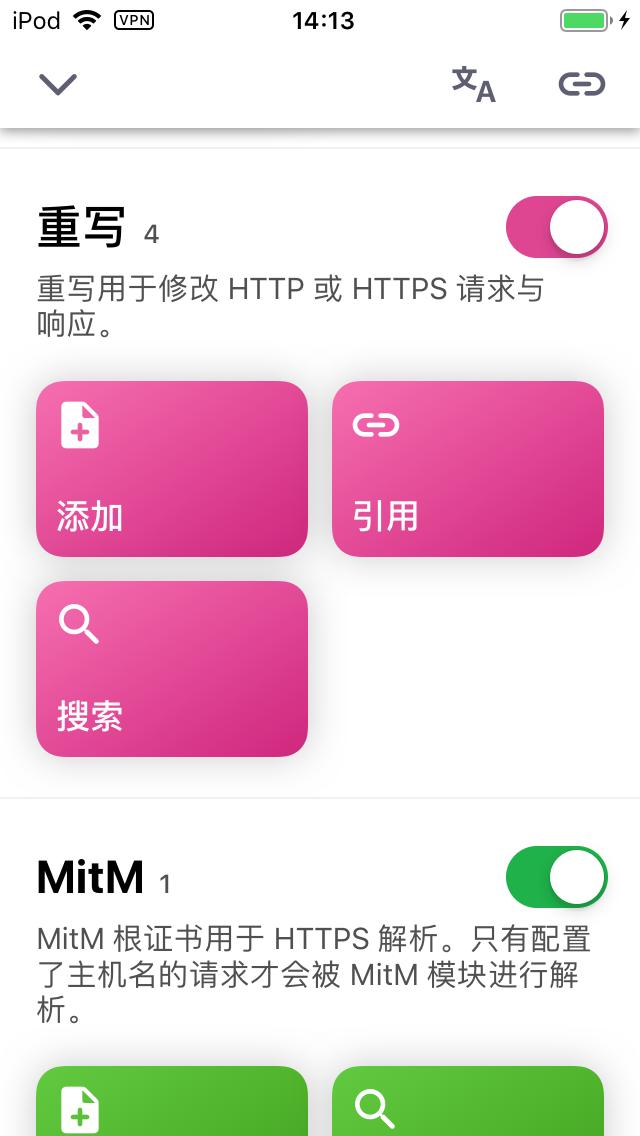 iPod VPN 14:13
文A
重写 4
重写用于修改 HTTP 或 HTTPS 请求与
响应。
添加 引用
搜索
MitM 1
MitM 根证书用于 HTTPS 解析。只有配置
了主机名的请求才会被 MitM 模块进行解
析。